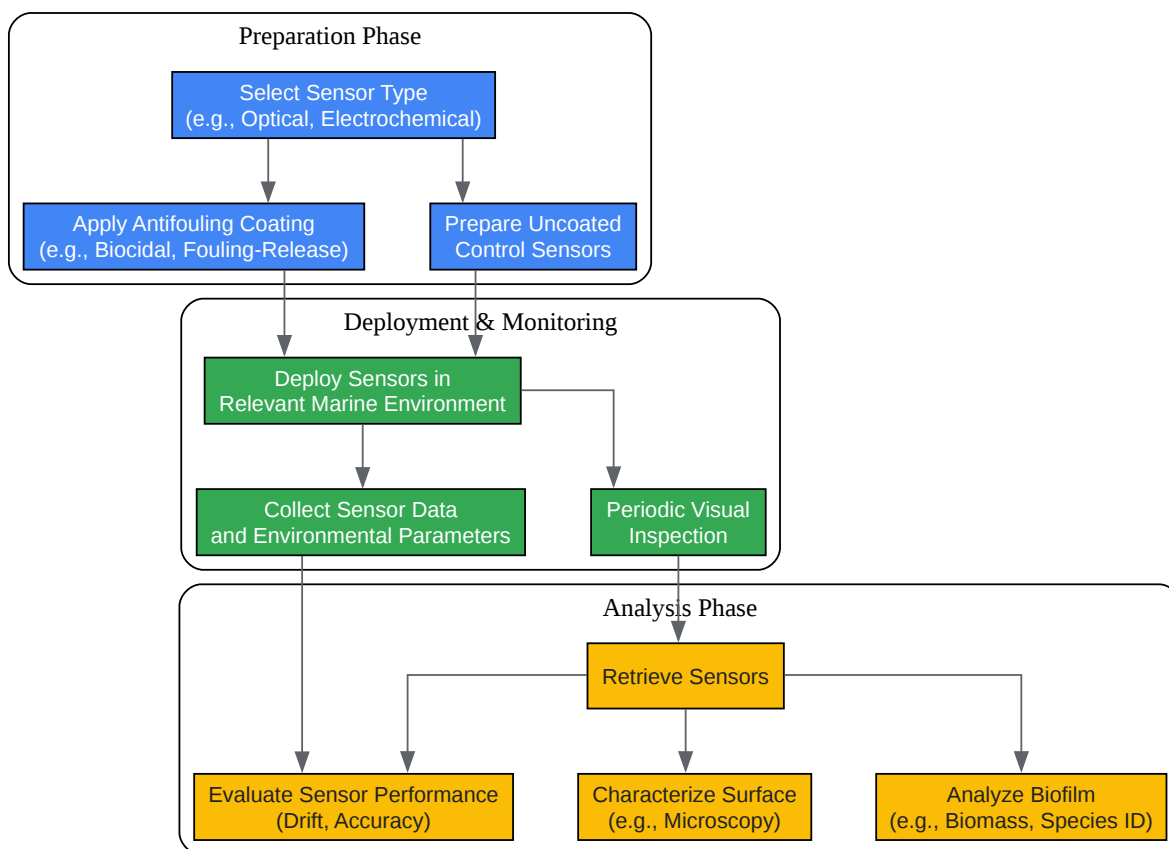 Preparation Phase
Select Sensor Type
(e.g., Optical, Electrochemical)
Apply Antifouling Coating
(e.g., Biocidal, Fouling-Release)
Prepare Uncoated
Control Sensors
Deployment & Monitoring
Deploy Sensors in
Relevant Marine Environment
Collect Sensor Data
and Environmental Parameters
Periodic Visual
Inspection
Analysis Phase
Retrieve Sensors
Evaluate Sensor Performance
(Drift, Accuracy)
Characterize Surface
(e.g., Microscopy)
Analyze Biofilm
(e.g., Biomass, Species ID)